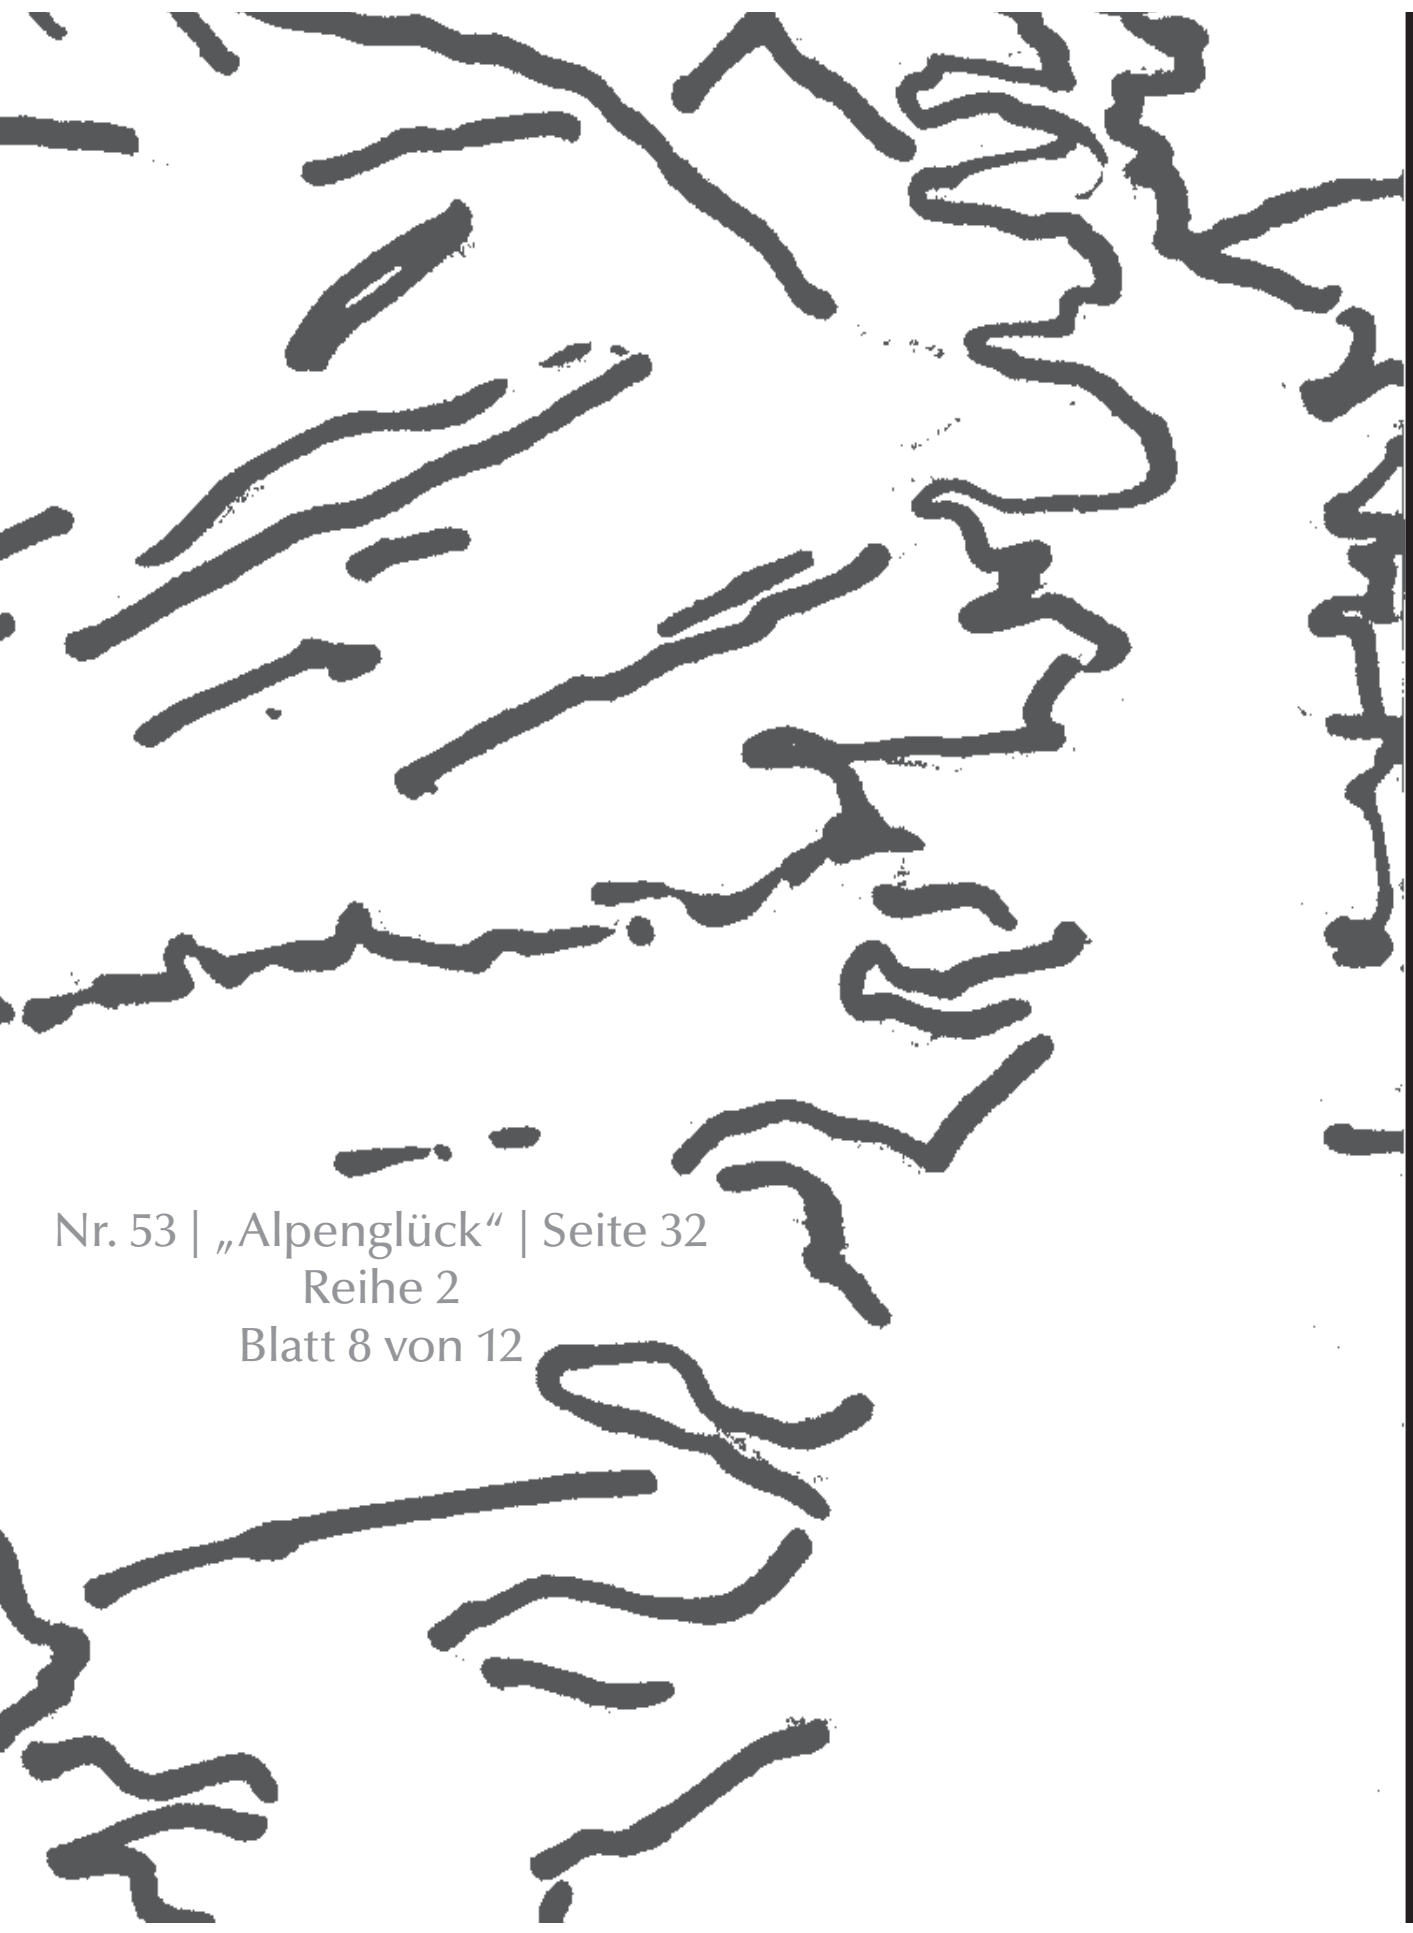 Nr. 53 | „Alpenglück“ | Seite 32
Reihe 2
Blatt 8 von 12